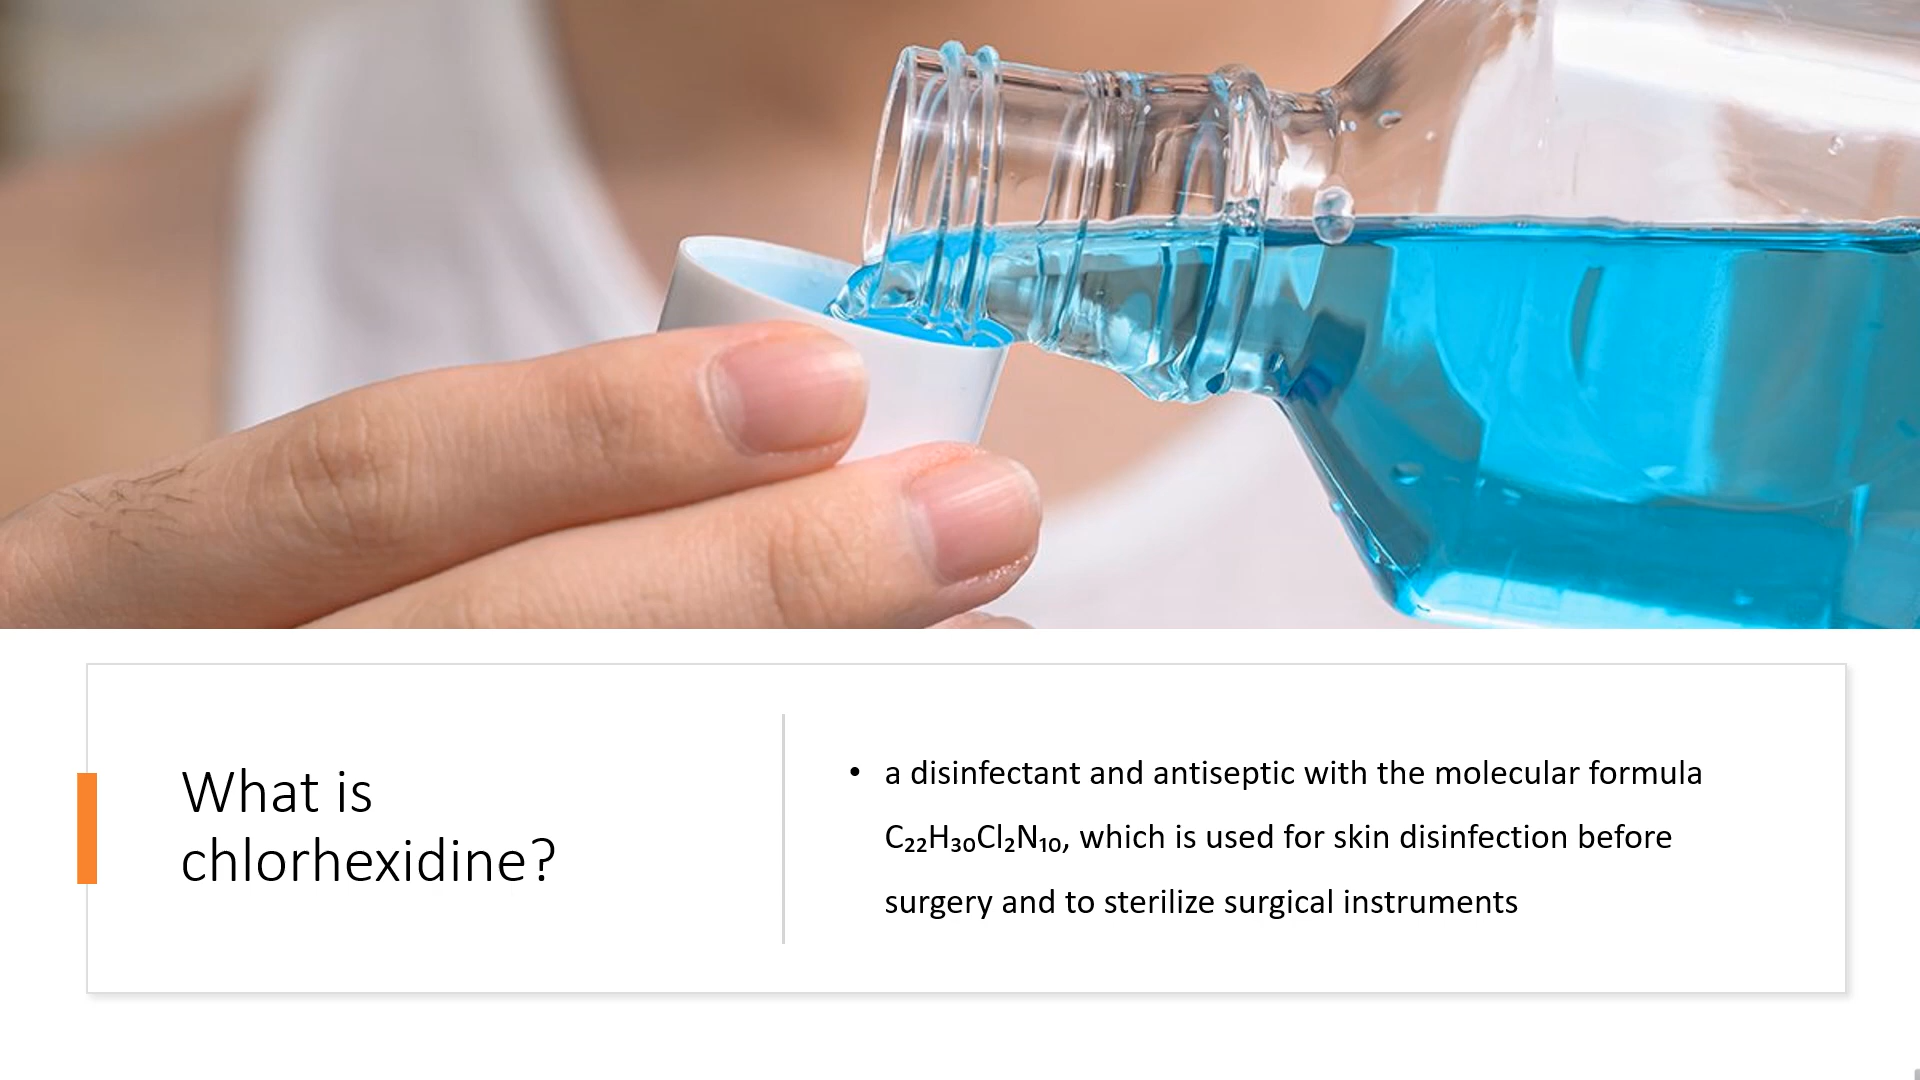 What is
chlorhexidine?
• a disinfectant and antiseptic with the molecular formula
C₂₂H₃₀Cl₂N₁₀, which is used for skin disinfection before
surgery and to sterilize surgical instruments